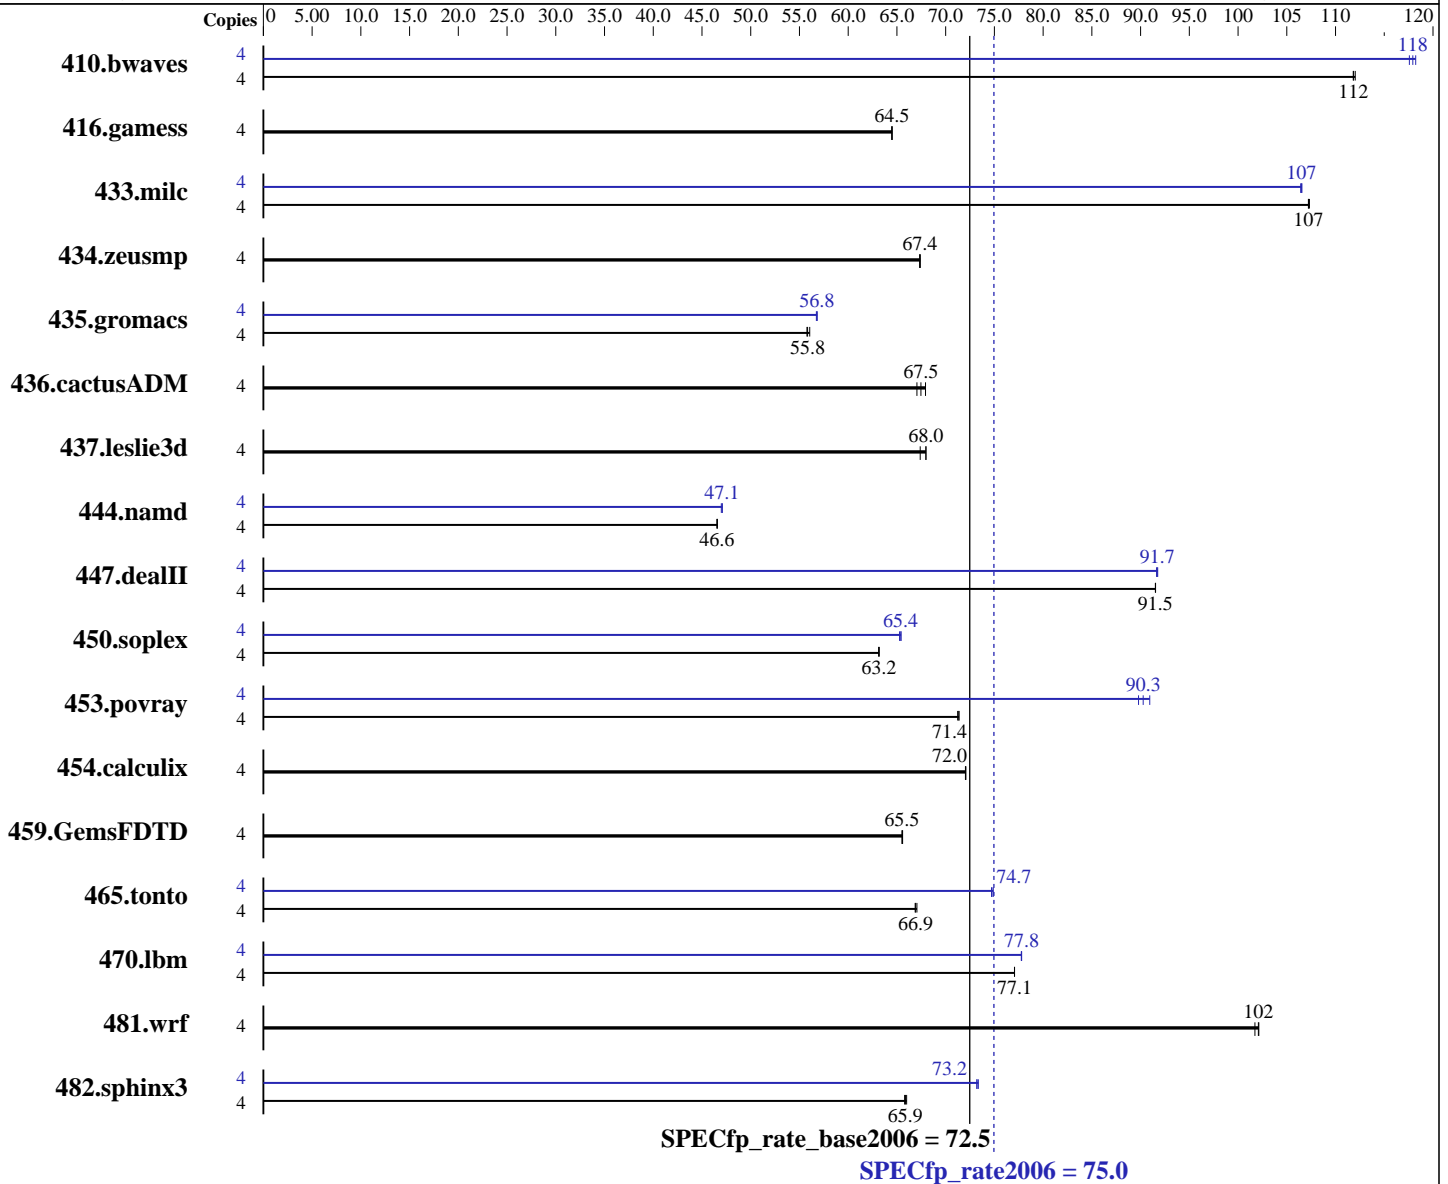 Copies 0 5.00 10.0 15.0 20.0 25.0 30.0 35.0 40.0 45.0 50.0 55.0 60.0 65.0 70.0 75.0 80.0 85.0 90.0 95.0 100 105 110 120
410.bwaves 4 118
4 112
416.gamess 4 64.5
433.milc 4 107
4 107
434.zeusmp 4 67.4
435.gromacs 4 56.8
4 55.8
436.cactusADM 4 67.5
437.leslie3d 4 68.0
444.namd 4 47.1
4 46.6
447.dealII 4 91.7
4 91.5
450.soplex 4 65.4
4 63.2
453.povray 4 90.3
4 71.4
454.calculix 4 72.0
459.GemsFDTD 4 65.5
465.tonto 4 74.7
4 66.9
470.lbm 4 77.8
4 77.1
481.wrf 4 102
482.sphinx3 4 73.2
4 65.9
SPECfp_rate_base2006 = 72.5
SPECfp_rate2006 = 75.0